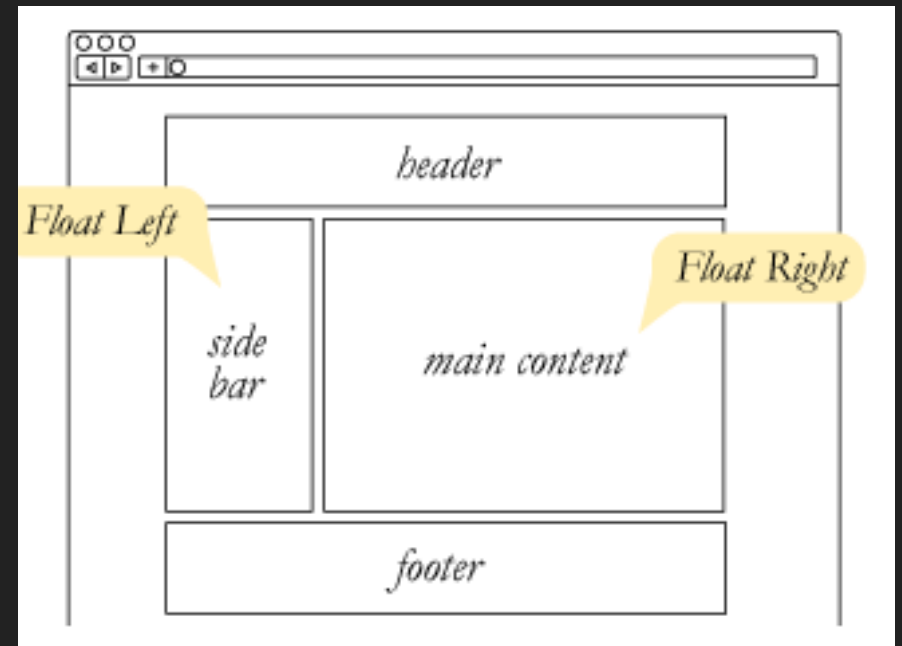 header
Float Left
Float Right
side
bar
main content
footer